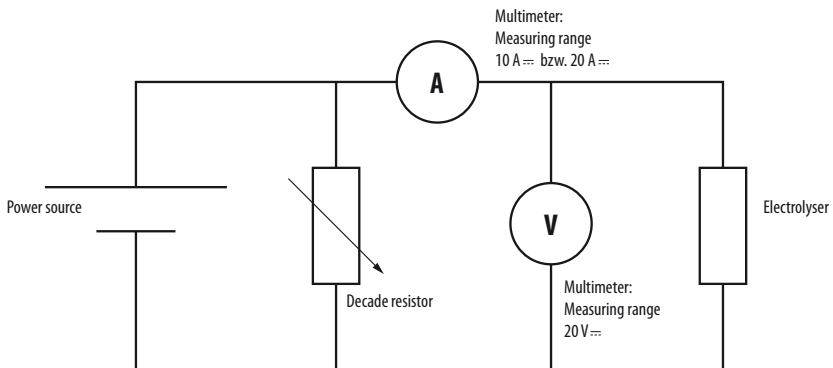 Multimeter:
Measuring range
10 A⎓ bzw. 20 A⎓
A
Power source
V
Electrolyser
Decade resistor
Multimeter:
Measuring range
20 V⎓